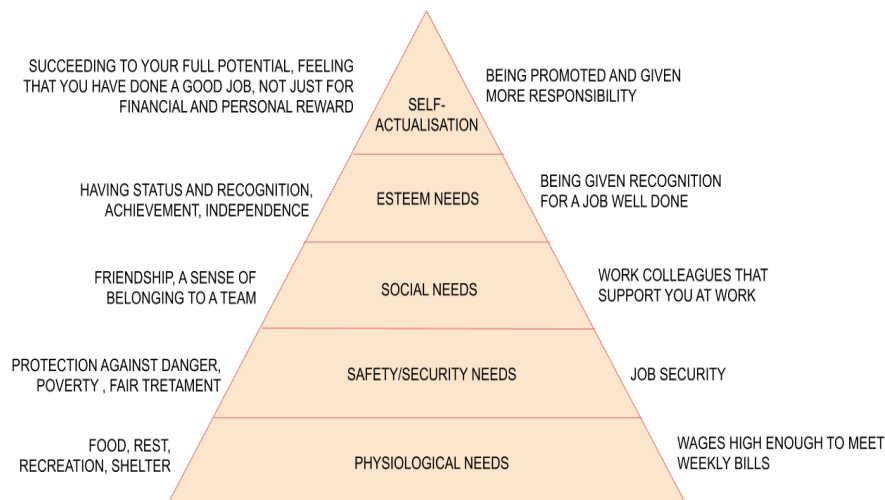 SUCCEEDING TO YOUR FULL POTENTIAL, FEELING
THAT YOU HAVE DONE A GOOD JOB, NOT JUST FOR
FINANCIAL AND PERSONAL REWARD
SELF-
ACTUALISATION
BEING PROMOTED AND GIVEN
MORE RESPONSIBILITY
HAVING STATUS AND RECOGNITION,
ACHIEVEMENT, INDEPENDENCE
ESTEEM NEEDS
BEING GIVEN RECOGNITION
FOR A JOB WELL DONE
FRIENDSHIP, A SENSE OF
BELONGING TO A TEAM
SOCIAL NEEDS
WORK COLLEAGUES THAT
SUPPORT YOU AT WORK
PROTECTION AGAINST DANGER,
POVERTY , FAIR TRETAMENT
SAFETY/SECURITY NEEDS
JOB SECURITY
FOOD, REST,
RECREATION, SHELTER
PHYSIOLOGICAL NEEDS
WAGES HIGH ENOUGH TO MEET
WEEKLY BILLS